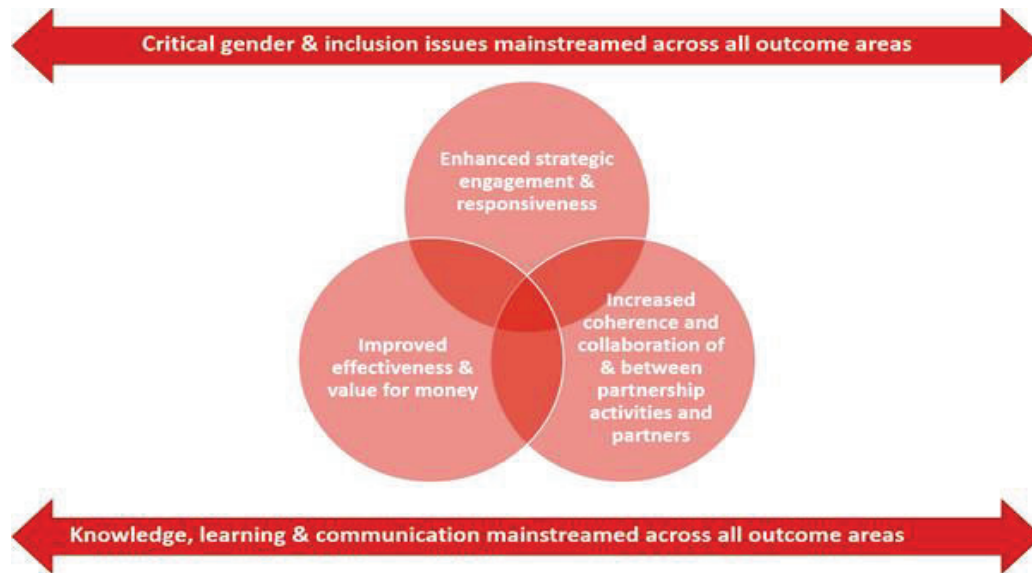 Critical gender & inclusion issues mainstreamed across all outcome areas
Enhanced strategic
engagement &
responsiveness
Improved
effectiveness &
value for money
Increased
coherence and
collaboration of
& between
partnership
activities and
partners
Knowledge, learning & communication mainstreamed across all outcome areas